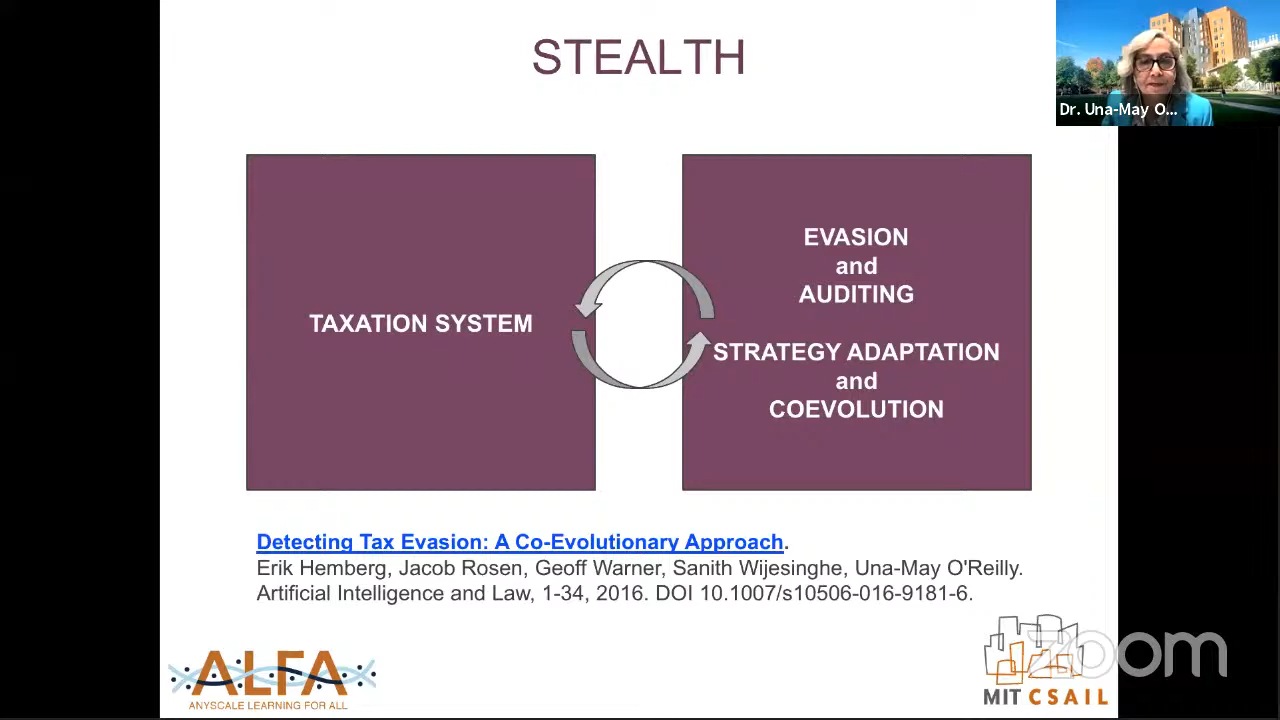 STEALTH
Dr. Una-May O...
TAXATION SYSTEM
EVASION
and
AUDITING
STRATEGY ADAPTATION
and
COEVOLUTION
Detecting Tax Evasion: A Co-Evolutionary Approach.
Erik Hemberg, Jacob Rosen, Geoff Warner, Sanith Wijesinghe, Una-May O'Reilly.
Artificial Intelligence and Law, 1-34, 2016. DOI 10.1007/s10506-016-9181-6.
ALFA
ANYSCALE LEARNING FOR ALL
zoom
MIT CSAIL